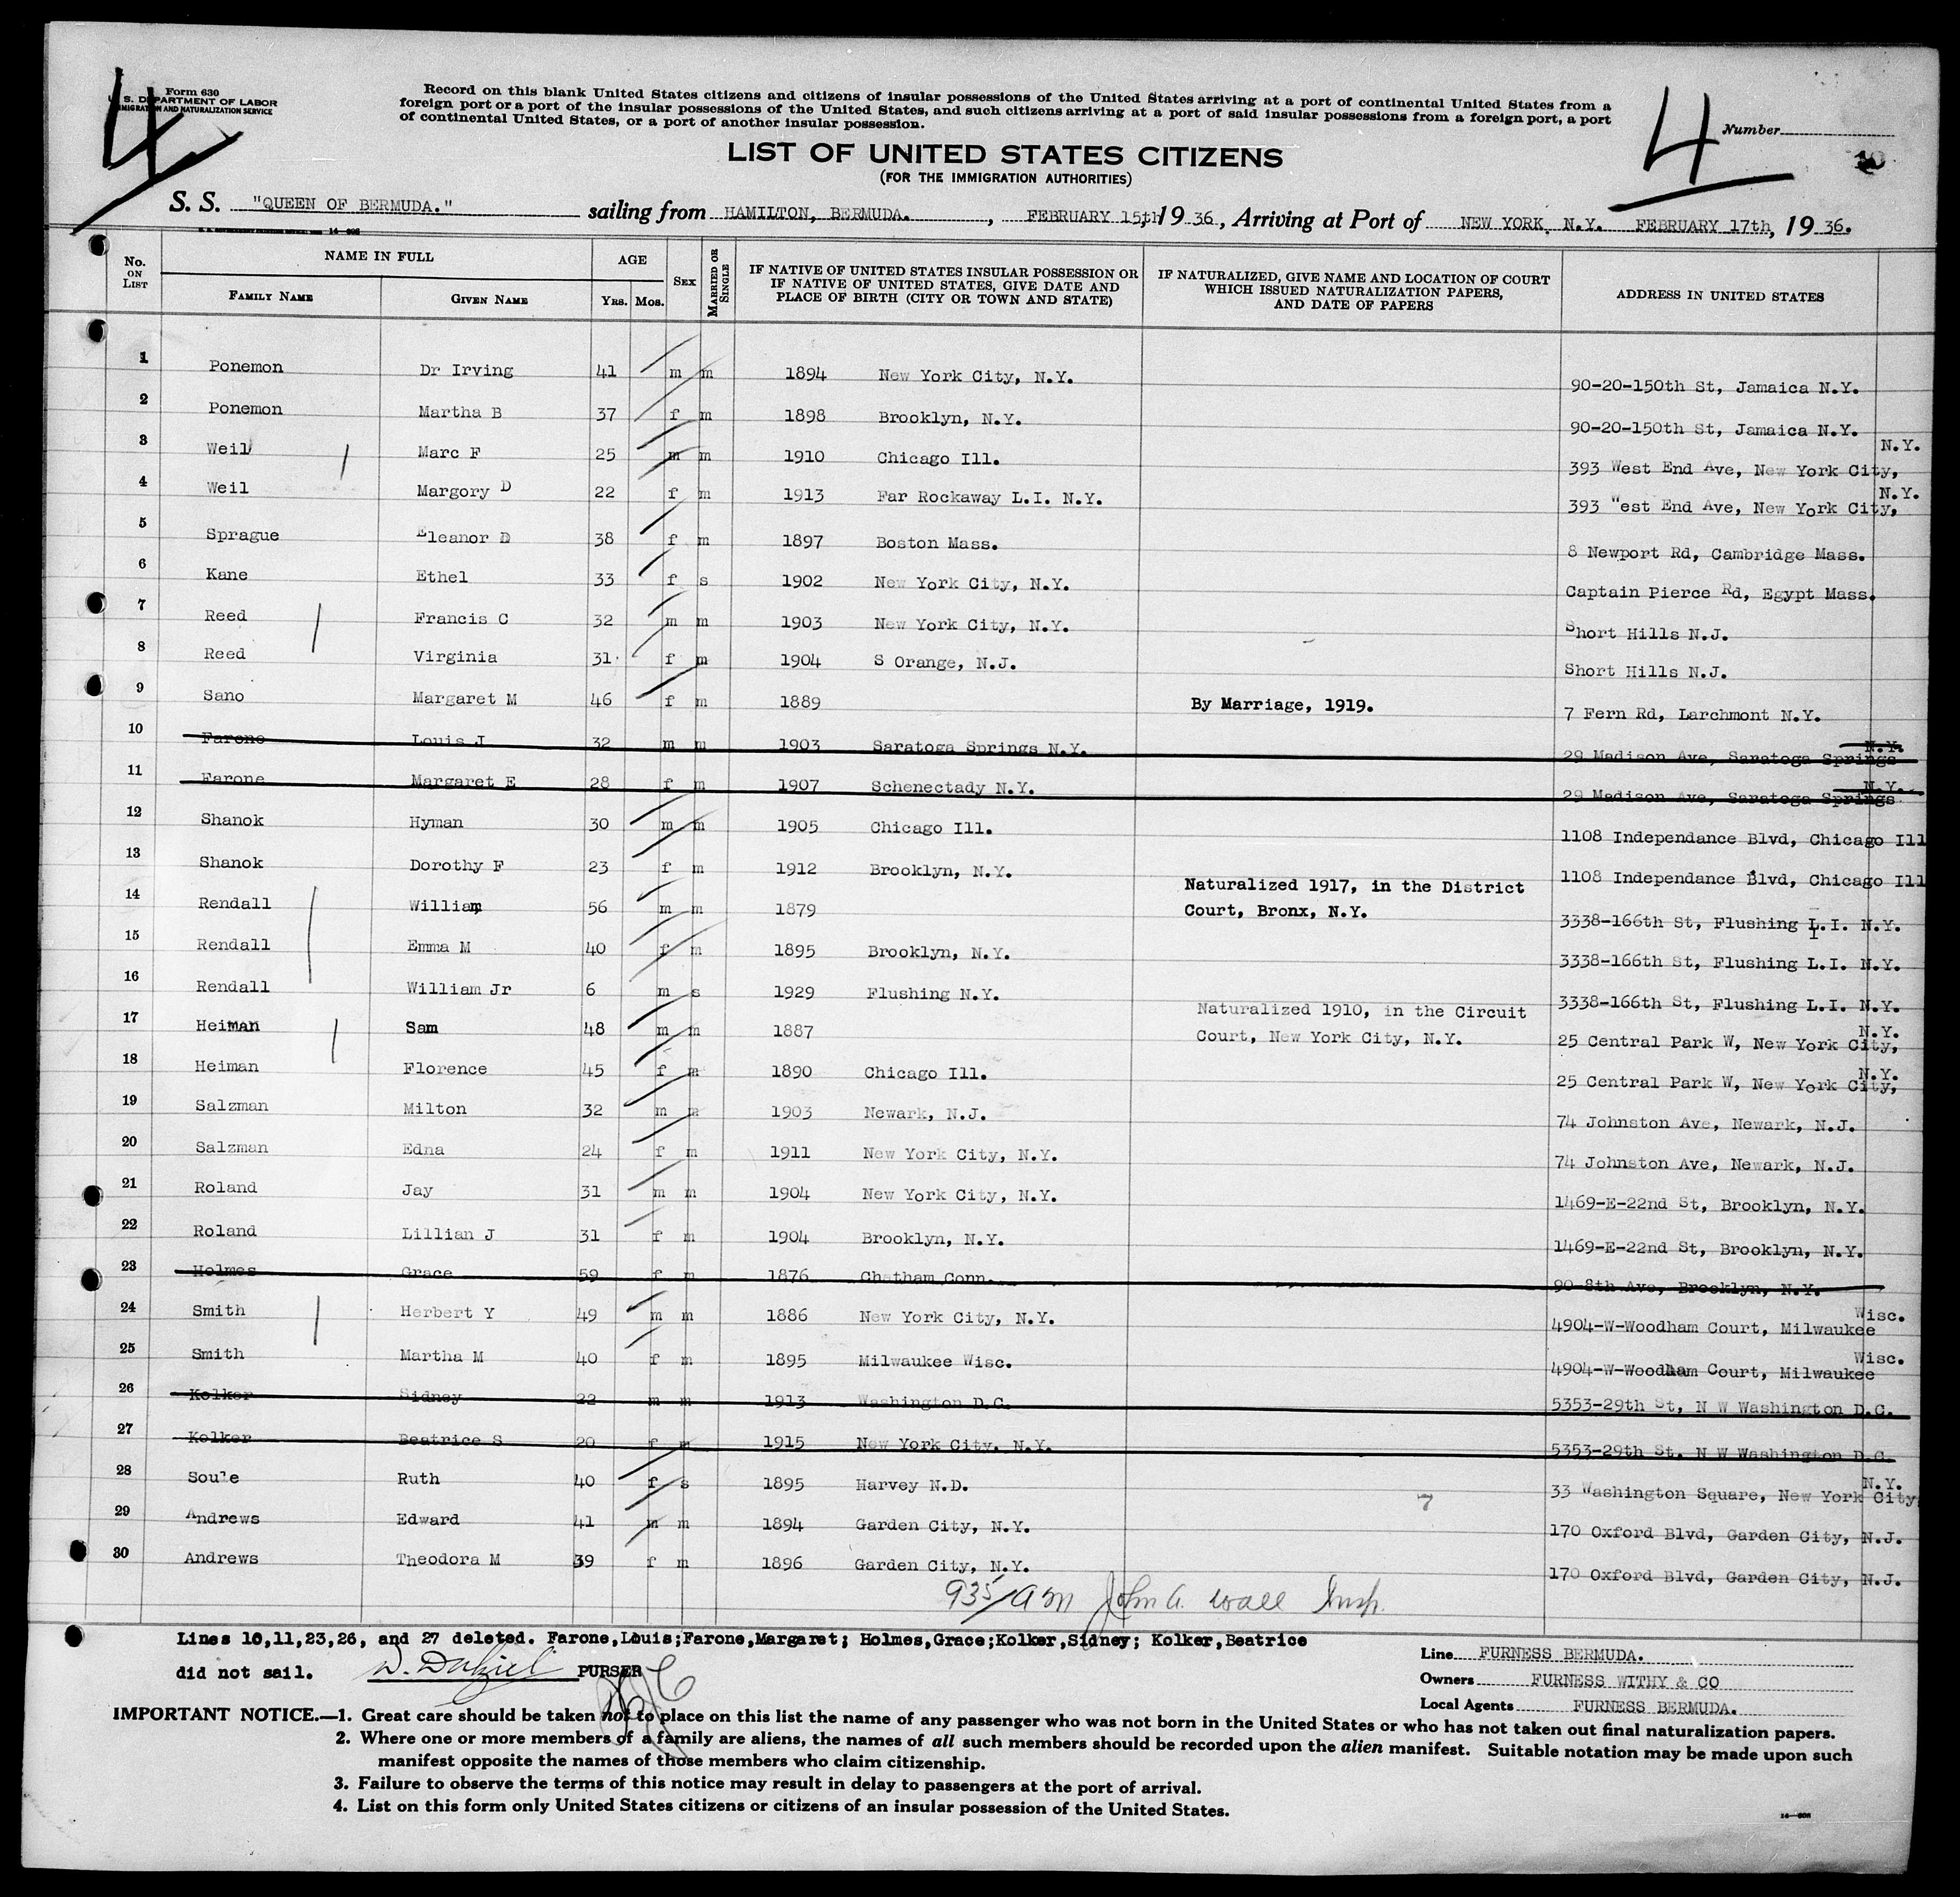 4
Form 630
U. S. DEPARTMENT OF LABOR
IMMIGRATION AND NATURALIZATION SERVICE
Record on this blank United States citizens and citizens of insular possessions of the United States arriving at a port of continental United States from a
foreign port or a port of the insular possessions of the United States, and such citizens arriving at a port of said insular possessions from a foreign port, a port
of continental United States, or a port of another insular possession.
4
Number
LIST OF UNITED STATES CITIZENS
(FOR THE IMMIGRATION AUTHORITIES)
S. S. "QUEEN OF BERMUDA." sailing from HAMILTON, BERMUDA. , FEBRUARY 15th, 19 36, Arriving at Port of NEW YORK, N.Y. FEBRUARY 17th, 19 36.
No. ON LIST NAME IN FULL FAMILY NAME GIVEN NAME AGE YRS. MOS. SEX MARRIED OR SINGLE IF NATIVE OF UNITED STATES INSULAR POSSESSION OR IF NATIVE OF UNITED STATES, GIVE DATE AND PLACE OF BIRTH (CITY OR TOWN AND STATE) IF NATURALIZED, GIVE NAME AND LOCATION OF COURT WHICH ISSUED NATURALIZATION PAPERS, AND DATE OF PAPERS ADDRESS IN UNITED STATES
1 Ponemon Dr Irving 41 m m 1894 New York City, N.Y. 90-20-150th St, Jamaica N.Y.
2 Ponemon Martha B 37 f m 1898 Brooklyn, N.Y. 90-20-150th St, Jamaica N.Y.
3 Weil Marc F 25 m m 1910 Chicago Ill. 393 West End Ave, New York City, N.Y.
4 Weil Margory D 22 f m 1913 Far Rockaway L.I. N.Y. 393 "est End Ave, New York City, N.Y.
5 Sprague Eleanor D 38 f m 1897 Boston Mass. 8 Newport Rd, Cambridge Mass.
6 Kane Ethel 33 f s 1902 New York City, N.Y. Captain Pierce Rd, Egypt Mass.
7 Reed Francis C 32 m m 1903 New York City, N.Y. Short Hills N.J.
8 Reed Virginia 31 f m 1904 S Orange, N.J. Short Hills N.J.
9 Sano Margaret M 46 f m 1889 By Marriage, 1919. 7 Fern Rd, Larchmont N.Y.
10 Farone Louis J 32 m m 1903 Saratoga Springs N.Y. 29 Madison Ave, Saratoga Springs N.Y.
11 Farone Margaret E 28 f m 1907 Schenectady N.Y. 29 Madison Ave, Saratoga Springs N.Y.
12 Shanok Hyman 30 m m 1905 Chicago Ill. 1108 Independance Blvd, Chicago Ill
13 Shanok Dorothy F 23 f m 1912 Brooklyn, N.Y. 1108 Independance Blvd, Chicago Ill
14 Rendall William 56 m m 1879 Naturalized 1917, in the District Court, Bronx, N.Y. 3338-166th St, Flushing L.I. N.Y.
15 Rendall Emma M 40 f m 1895 Brooklyn, N.Y. 3338-166th St, Flushing L.I. N.Y.
16 Rendall William Jr 6 m s 1929 Flushing N.Y. 3338-166th St, Flushing L.I. N.Y.
17 Heiman Sam 48 m m 1887 Naturalized 1910, in the Circuit Court, New York City, N.Y. 25 Central Park W, New York City, N.Y.
18 Heiman Florence 45 f m 1890 Chicago Ill. 25 Central Park W, New York City, N.Y.
19 Salzman Milton 32 m m 1903 Newark, N.J. 74 Johnston Ave, Newark, N.J.
20 Salzman Edna 24 f m 1911 New York City, N.Y. 74 Johnston Ave, Newark, N.J.
21 Roland Jay 31 m m 1904 New York City, N.Y. 1469-E-22nd St, Brooklyn, N.Y.
22 Roland Lillian J 31 f m 1904 Brooklyn, N.Y. 1469-E-22nd St, Brooklyn, N.Y.
23 Holmes Grace 59 f m 1876 Chatham Conn. 90-8th Ave, Brooklyn, N.Y.
24 Smith Herbert Y 49 m m 1886 New York City, N.Y. 4904-W-Woodham Court, Milwaukee Wisc.
25 Smith Martha M 40 f m 1895 Milwaukee Wisc. 4904-W-Woodham Court, Milwaukee Wisc.
26 Kolker Sidney 22 m m 1913 Washington D.C. 5353-29th St, N W Washington D.C.
27 Kolker Beatrice S 20 f m 1915 New York City, N.Y. 5353-29th St. N W Washington D.C.
28 Soule Ruth 40 f s 1895 Harvey N.D. 33 Washington Square, New York City N.Y.
29 Andrews Edward 41 m m 1894 Garden City, N.Y. 170 Oxford Blvd, Garden City, N.J.
30 Andrews Theodora M 39 f m 1896 Garden City, N.Y. 170 Oxford Blvd, Garden City, N.J.
935/AM John A. Wall Insp.
Lines 10,11,23,26, and 27 deleted. Farone,Louis;Farone,Margaret; Holmes,Grace;Kolker,Sidney; Kolker,Beatrice
did not sail. PURSER
Line FURNESS BERMUDA.
Owners FURNESS WITHY & CO
Local Agents FURNESS BERMUDA.
IMPORTANT NOTICE.—1. Great care should be taken not to place on this list the name of any passenger who was not born in the United States or who has not taken out final naturalization papers.
2. Where one or more members of a family are aliens, the names of all such members should be recorded upon the alien manifest. Suitable notation may be made upon such
manifest opposite the names of those members who claim citizenship.
3. Failure to observe the terms of this notice may result in delay to passengers at the port of arrival.
4. List on this form only United States citizens or citizens of an insular possession of the United States.